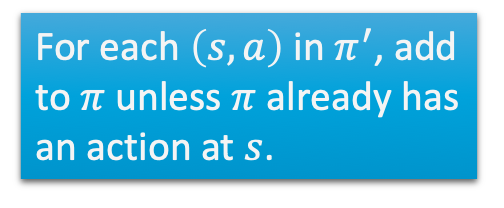 For each (𝑠, 𝑎) in 𝜋′, add
to 𝜋 unless 𝜋 already has
an action at 𝑠.